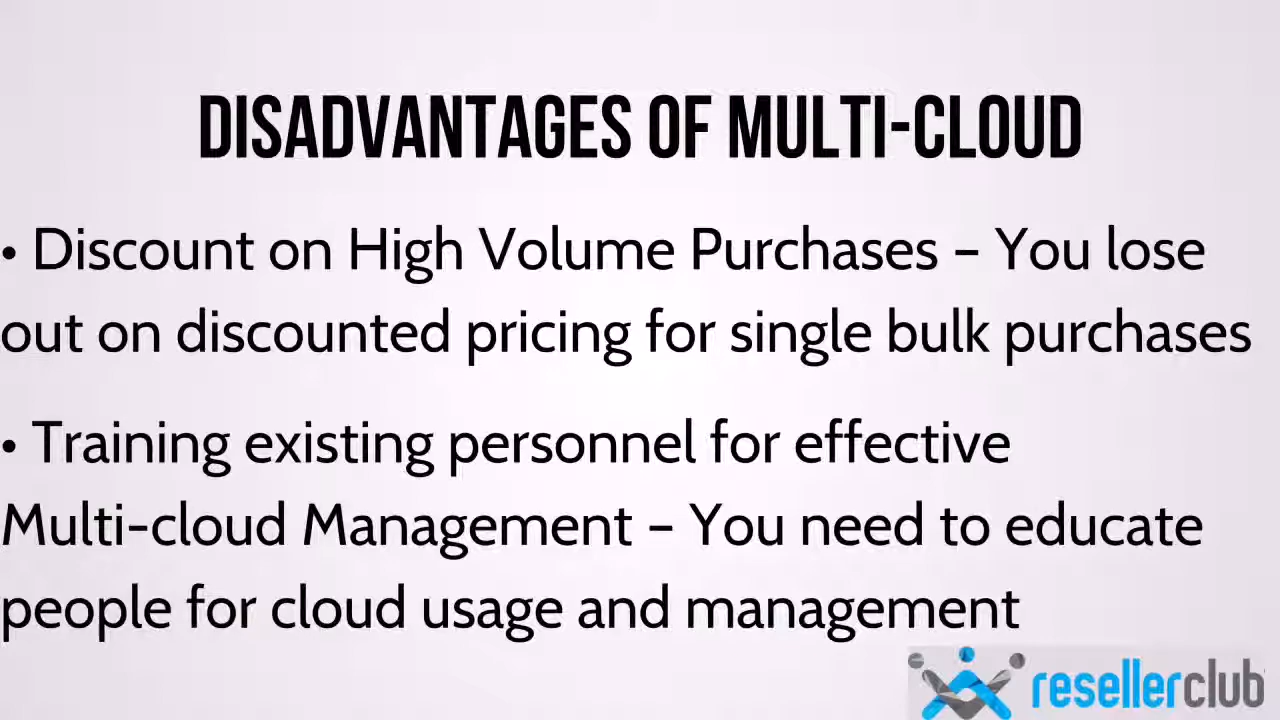 DISADVANTAGES OF MULTI-CLOUD
• Discount on High Volume Purchases – You lose
out on discounted pricing for single bulk purchases
• Training existing personnel for effective
Multi-cloud Management – You need to educate
people for cloud usage and management
resellerclub